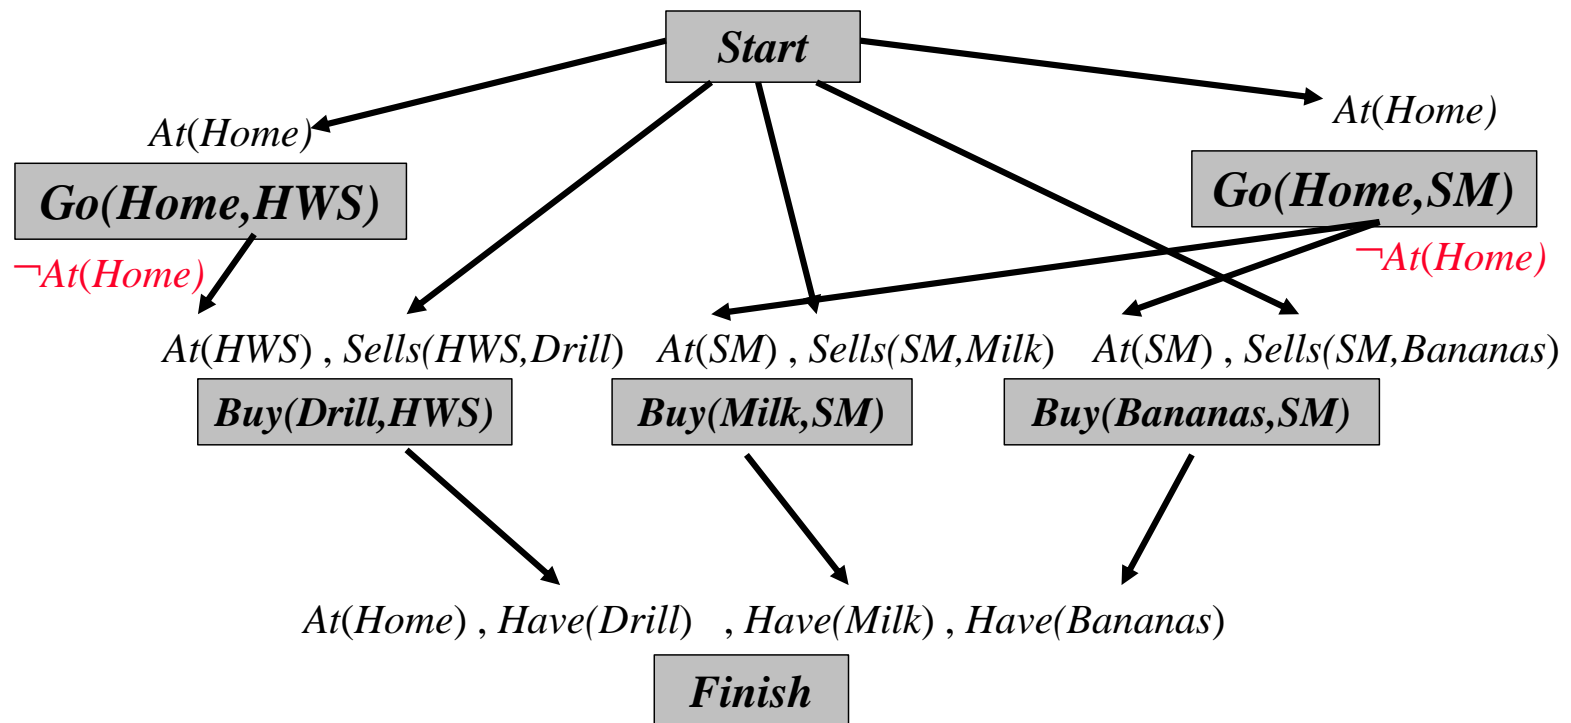 Start
At(Home)
At(Home)
Go(Home,HWS)
Go(Home,SM)
¬At(Home)
¬At(Home)
At(HWS) , Sells(HWS,Drill) At(SM) , Sells(SM,Milk) At(SM) , Sells(SM,Bananas)
Buy(Drill,HWS)
Buy(Milk,SM)
Buy(Bananas,SM)
At(Home) , Have(Drill) , Have(Milk) , Have(Bananas)
Finish